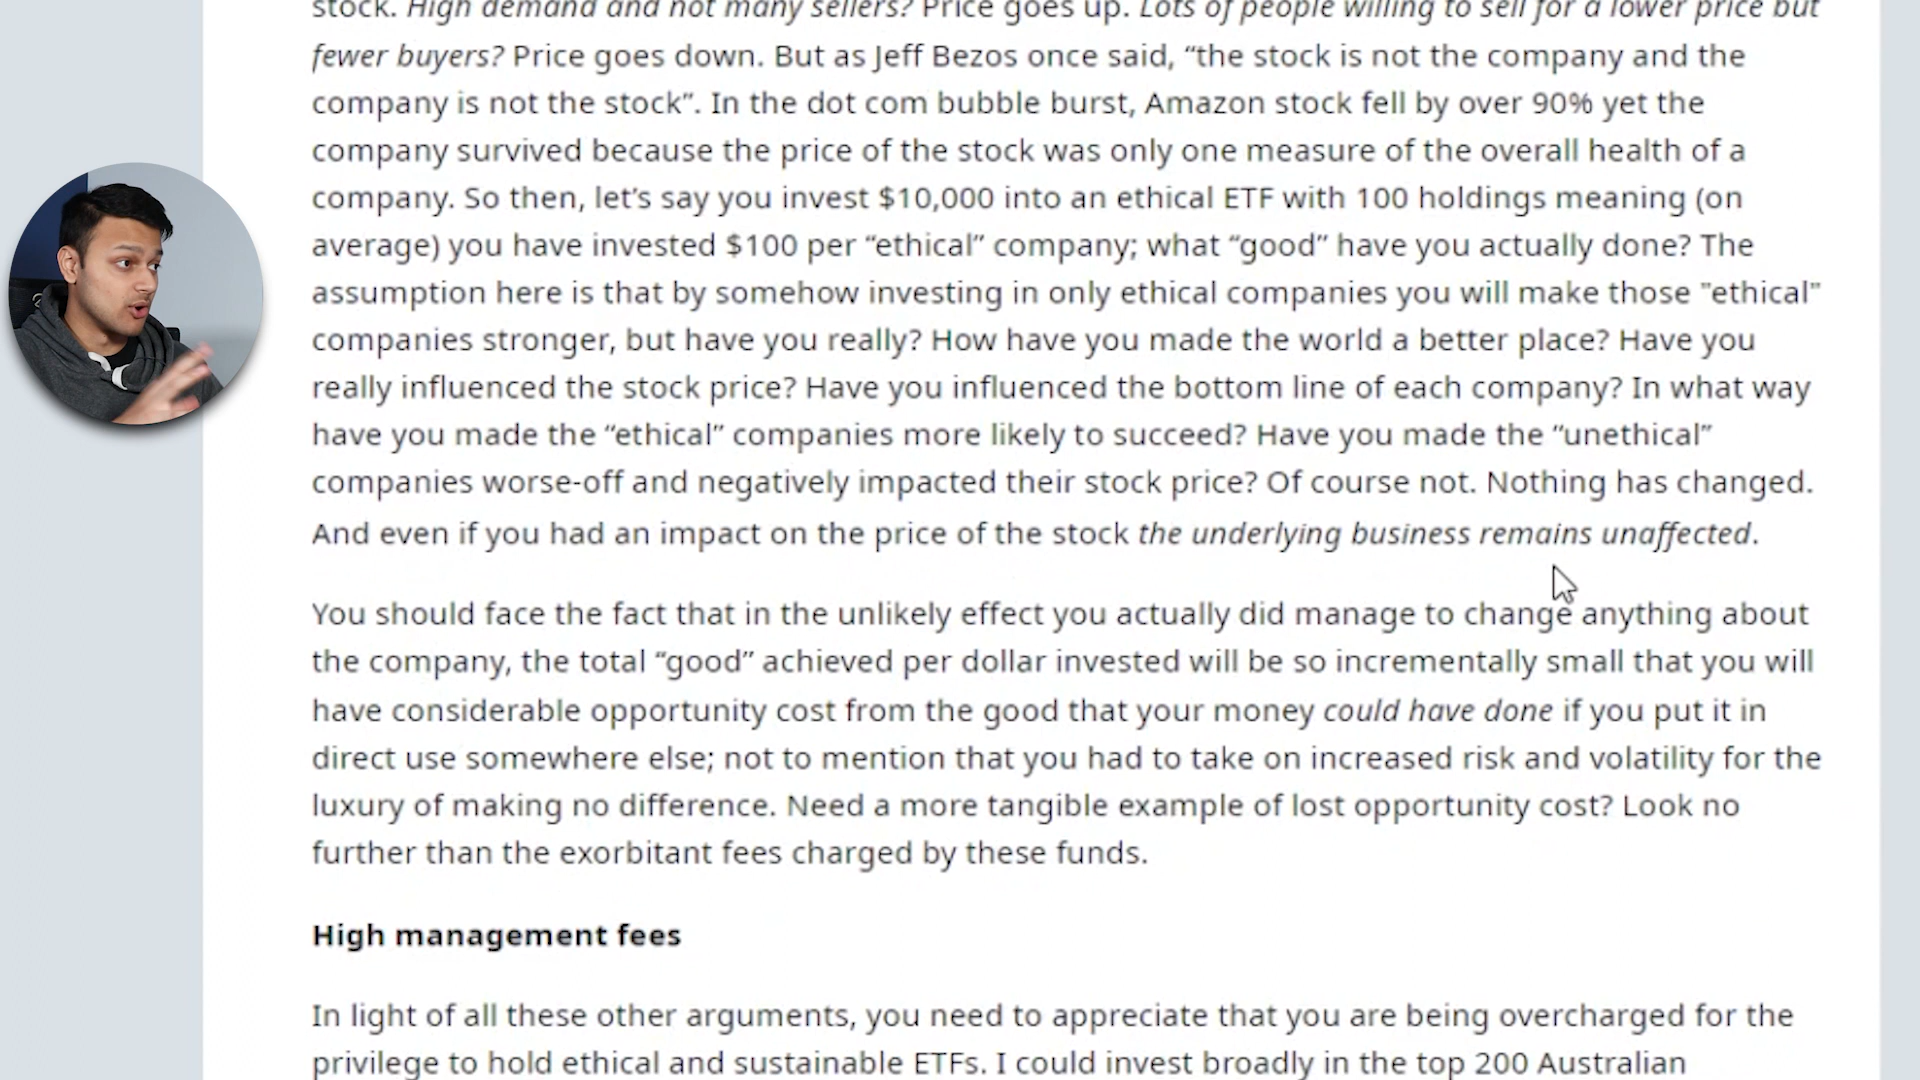 stock. High demand and not many sellers? Price goes up. Lots of people willing to sell for a lower price but
fewer buyers? Price goes down. But as Jeff Bezos once said, “the stock is not the company and the
company is not the stock”. In the dot com bubble burst, Amazon stock fell by over 90% yet the
company survived because the price of the stock was only one measure of the overall health of a
company. So then, let’s say you invest $10,000 into an ethical ETF with 100 holdings meaning (on
average) you have invested $100 per “ethical” company; what “good” have you actually done? The
assumption here is that by somehow investing in only ethical companies you will make those "ethical"
companies stronger, but have you really? How have you made the world a better place? Have you
really influenced the stock price? Have you influenced the bottom line of each company? In what way
have you made the “ethical” companies more likely to succeed? Have you made the “unethical”
companies worse-off and negatively impacted their stock price? Of course not. Nothing has changed.
And even if you had an impact on the price of the stock the underlying business remains unaffected.
You should face the fact that in the unlikely effect you actually did manage to change anything about
the company, the total “good” achieved per dollar invested will be so incrementally small that you will
have considerable opportunity cost from the good that your money could have done if you put it in
direct use somewhere else; not to mention that you had to take on increased risk and volatility for the
luxury of making no difference. Need a more tangible example of lost opportunity cost? Look no
further than the exorbitant fees charged by these funds.
High management fees
In light of all these other arguments, you need to appreciate that you are being overcharged for the
privilege to hold ethical and sustainable ETFs. I could invest broadly in the top 200 Australian